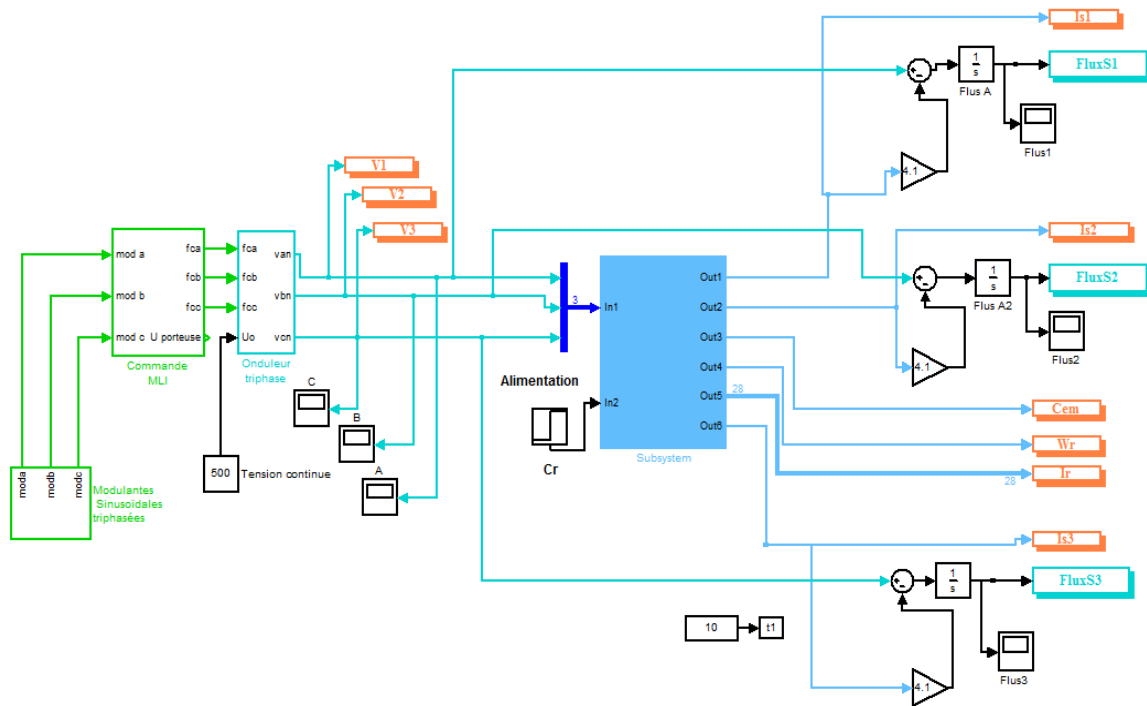 Is1
FluxS1
1
s
Flus A
Flus1
4.1
V1
V2
V3
Is2
FluxS2
1
s
Flus A2
Flus2
4.1
mod a
mod b
mod c
fca
fcb
fcc
U porteuse
Commande
MLI
fca
fcb
fcc
Uo
van
vbn
vcn
Onduleur
triphase
3
In1
In2
Out1
Out2
Out3
Out4
Out5
Out6
Subsystem
28
Alimentation
Cr
C
B
A
500
Tension continue
moda
modb
modc
Modulantes
Sinusoïdales
triphasées
Cem
Wr
Ir
28
Is3
FluxS3
1
s
Flus3
4.1
10
t1